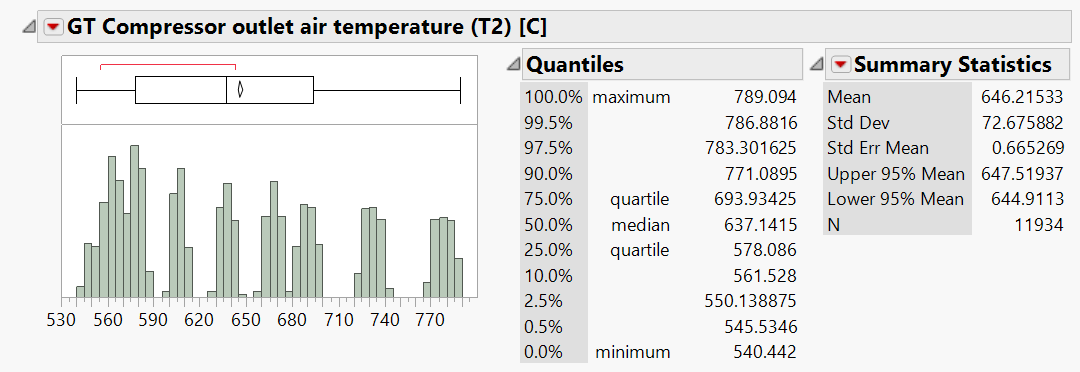 GT Compressor outlet air temperature (T2) [C]
530 560 590 620 650 680 710 740 770
Quantiles
100.0% maximum 789.094
99.5% 786.8816
97.5% 783.301625
90.0% 771.0895
75.0% quartile 693.93425
50.0% median 637.1415
25.0% quartile 578.086
10.0% 561.528
2.5% 550.138875
0.5% 545.5346
0.0% minimum 540.442
Summary Statistics
Mean 646.21533
Std Dev 72.675882
Std Err Mean 0.665269
Upper 95% Mean 647.51937
Lower 95% Mean 644.9113
N 11934